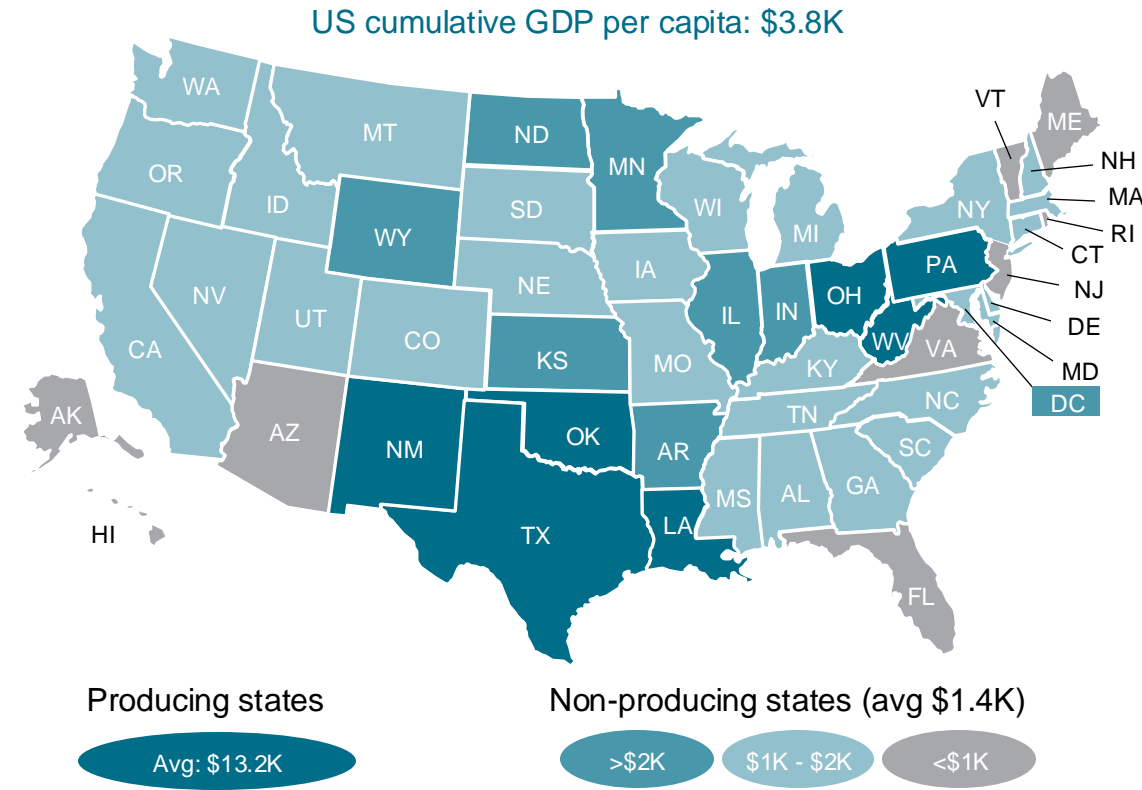 US cumulative GDP per capita: $3.8K
WA
MT
ND
MN
VT
ME
OR
ID
SD
WI
MI
NY
NH
MA
RI
CT
WY
NE
IA
PA
NJ
DE
MD
DC
NV
UT
CO
KS
IL
IN
OH
WV
VA
CA
MO
KY
NC
AK
AZ
NM
OK
AR
TN
SC
MS
AL
GA
HI
TX
LA
FL
Producing states
Non-producing states (avg $1.4K)
Avg: $13.2K
>$2K
$1K - $2K
<$1K